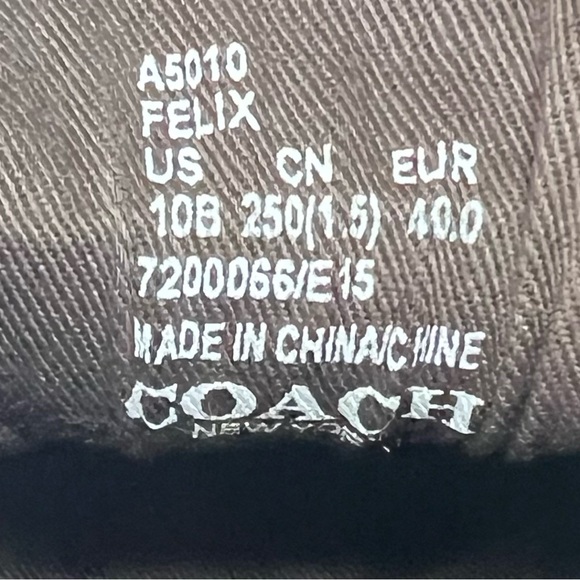 A5010
FELIX
US CN EUR
10B 250(1.5) 40.0
7200066/E15
MADE IN CHINA/CHINE
COACH
NEW YORK